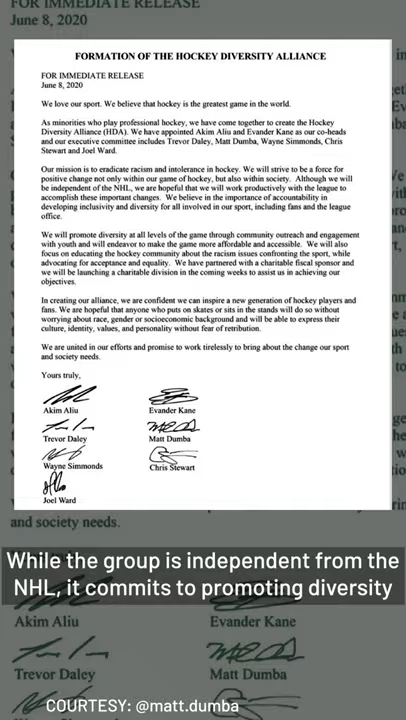 FOR IMMEDIATE RELEASE
June 8, 2020
FORMATION OF THE HOCKEY DIVERSITY ALLIANCE
FOR IMMEDIATE RELEASE
June 8, 2020
We love our sport. We believe that hockey is the greatest game in the world.
As minorities who play professional hockey, we have come together to create the Hockey
Diversity Alliance (HDA). We have appointed Akim Aliu and Evander Kane as our co-heads
and our executive committee includes Trevor Daley, Matt Dumba, Wayne Simmonds, Chris
Stewart and Joel Ward.
Our mission is to eradicate racism and intolerance in hockey. We will strive to be a force for
positive change not only within our game of hockey, but also within society. Although we will
be independent of the NHL, we are hopeful that we will work productively with the league to
accomplish these important changes. We believe in the importance of accountability in
developing inclusivity and diversity for all involved in our sport, including fans and the league
office.
We will promote diversity at all levels of the game through community outreach and engagement
with youth and will endeavor to make the game more affordable and accessible. We will also
focus on educating the hockey community about the racism issues confronting the sport, while
advocating for acceptance and equality. We have partnered with a charitable fiscal sponsor and
we will be launching a charitable division in the coming weeks to assist us in achieving our
objectives.
In creating our alliance, we are confident we can inspire a new generation of hockey players and
fans. We are hopeful that anyone who puts on skates or sits in the stands will do so without
worrying about race, gender or socioeconomic background and will be able to express their
culture, identity, values, and personality without fear of retribution.
We are united in our efforts and promise to work tirelessly to bring about the change our sport
and society needs.
Yours truly,
Akim Aliu Evander Kane
Trevor Daley Matt Dumba
Wayne Simmonds Chris Stewart
Joel Ward
and society needs.
While the group is independent from the
NHL, it commits to promoting diversity
Akim Aliu Evander Kane
Trevor Daley Matt Dumba
COURTESY: @matt.dumba